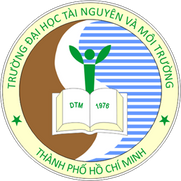 TRƯỜNG ĐẠI HỌC TÀI NGUYÊN VÀ MÔI TRƯỜNG
DTM 1976
THÀNH PHỐ HỒ CHÍ MINH